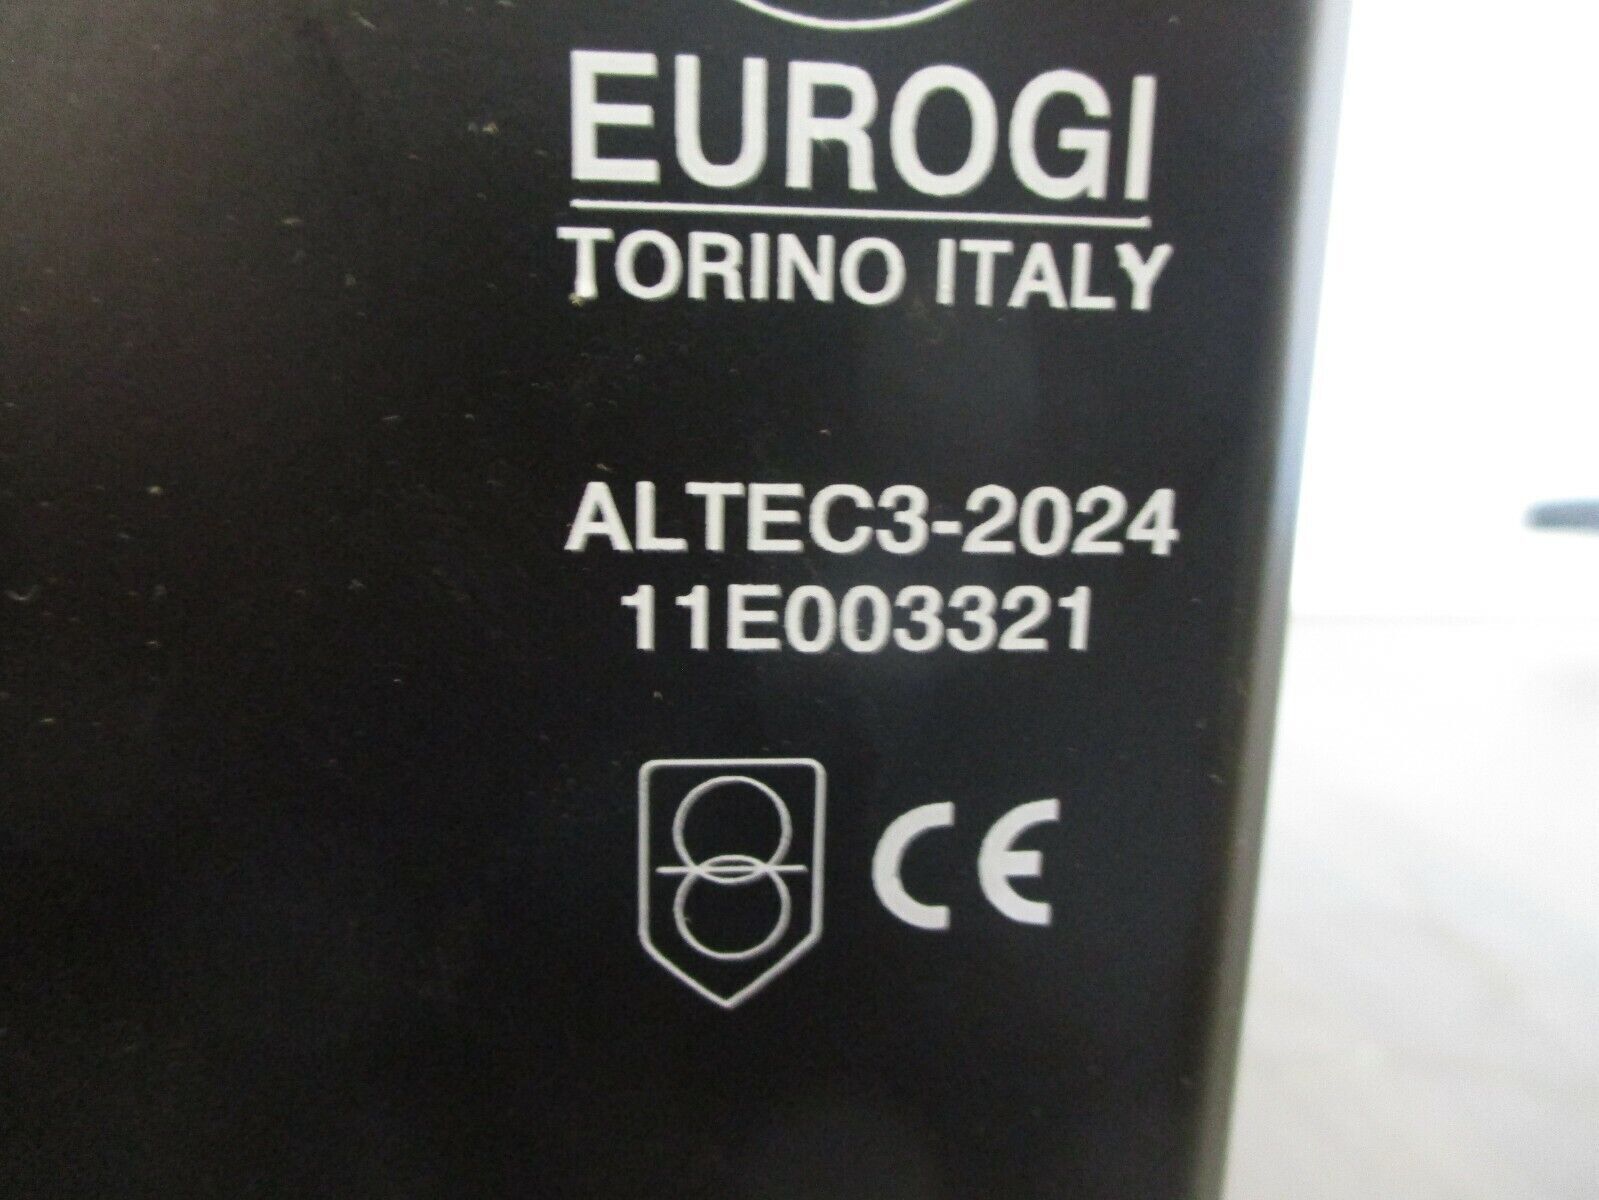 EUROGI
TORINO ITALY
ALTEC3-2024
11E003321
CE